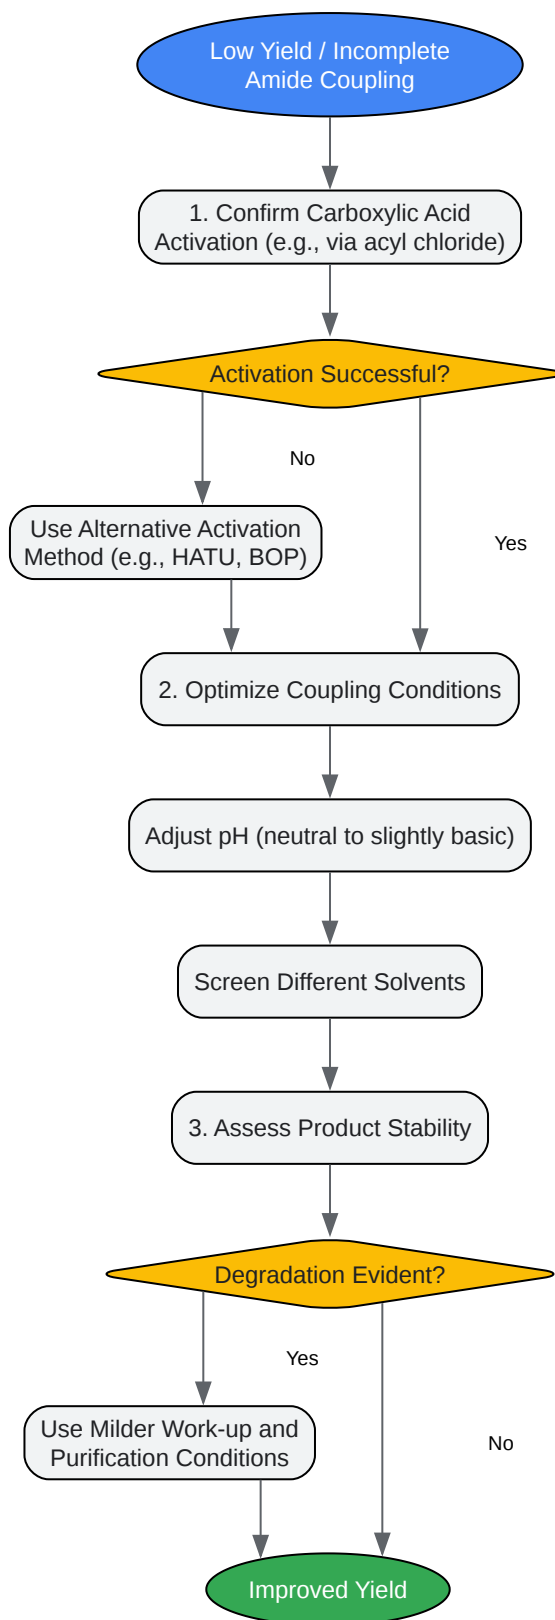 Low Yield / Incomplete
Amide Coupling
1. Confirm Carboxylic Acid
Activation (e.g., via acyl chloride)
Activation Successful?
No
Use Alternative Activation
Method (e.g., HATU, BOP)
Yes
2. Optimize Coupling Conditions
Adjust pH (neutral to slightly basic)
Screen Different Solvents
3. Assess Product Stability
Degradation Evident?
Yes
Use Milder Work-up and
Purification Conditions
No
Improved Yield